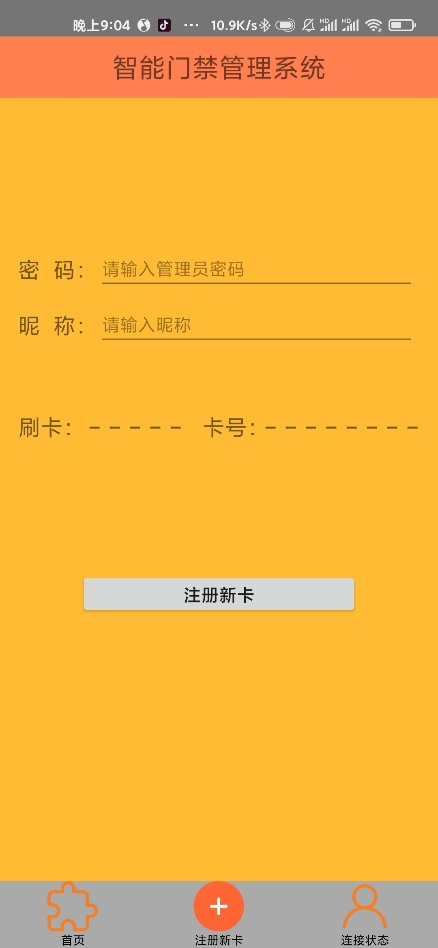 晚上9:04 ··· 10.9K/s HD HD
智能门禁管理系统
密 码： 请输入管理员密码
昵 称： 请输入昵称
刷卡： - - - - - 卡号：- - - - - - - -
注册新卡
首页 注册新卡 连接状态